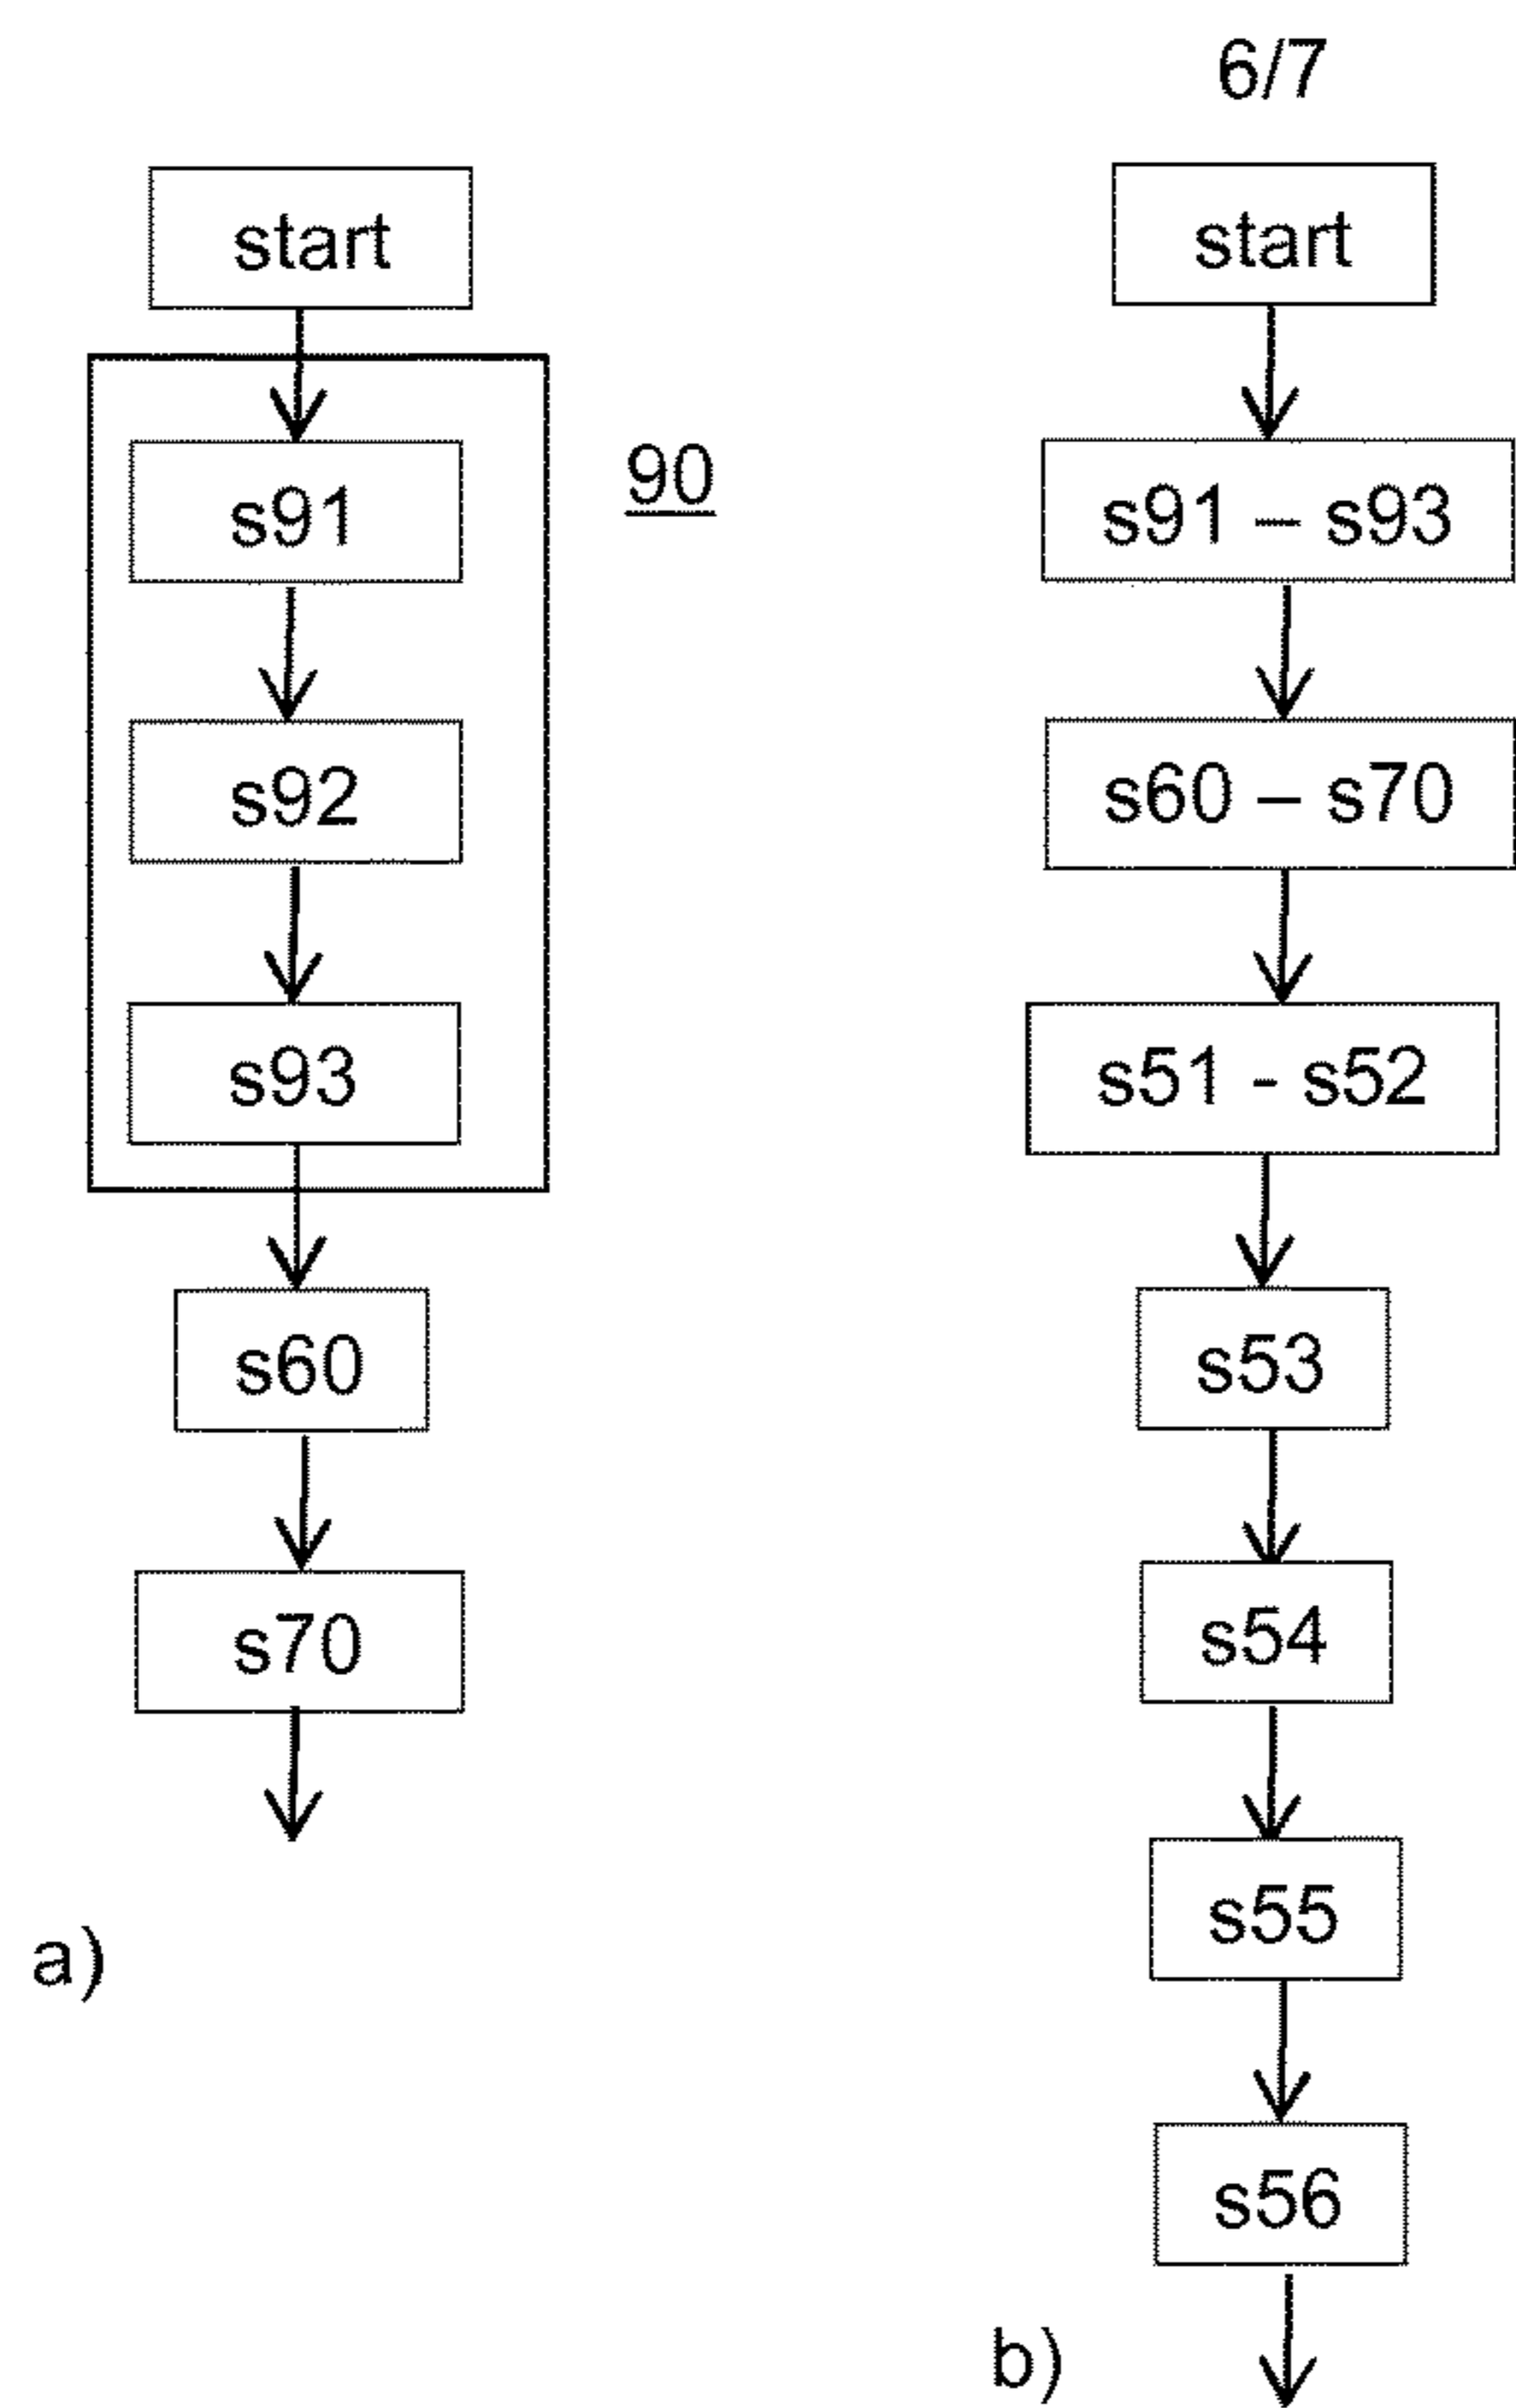 6/7
start
s91
90
s92
s93
s60
s70
a)
start
s91 – s93
s60 – s70
s51 - s52
s53
s54
s55
s56
b)